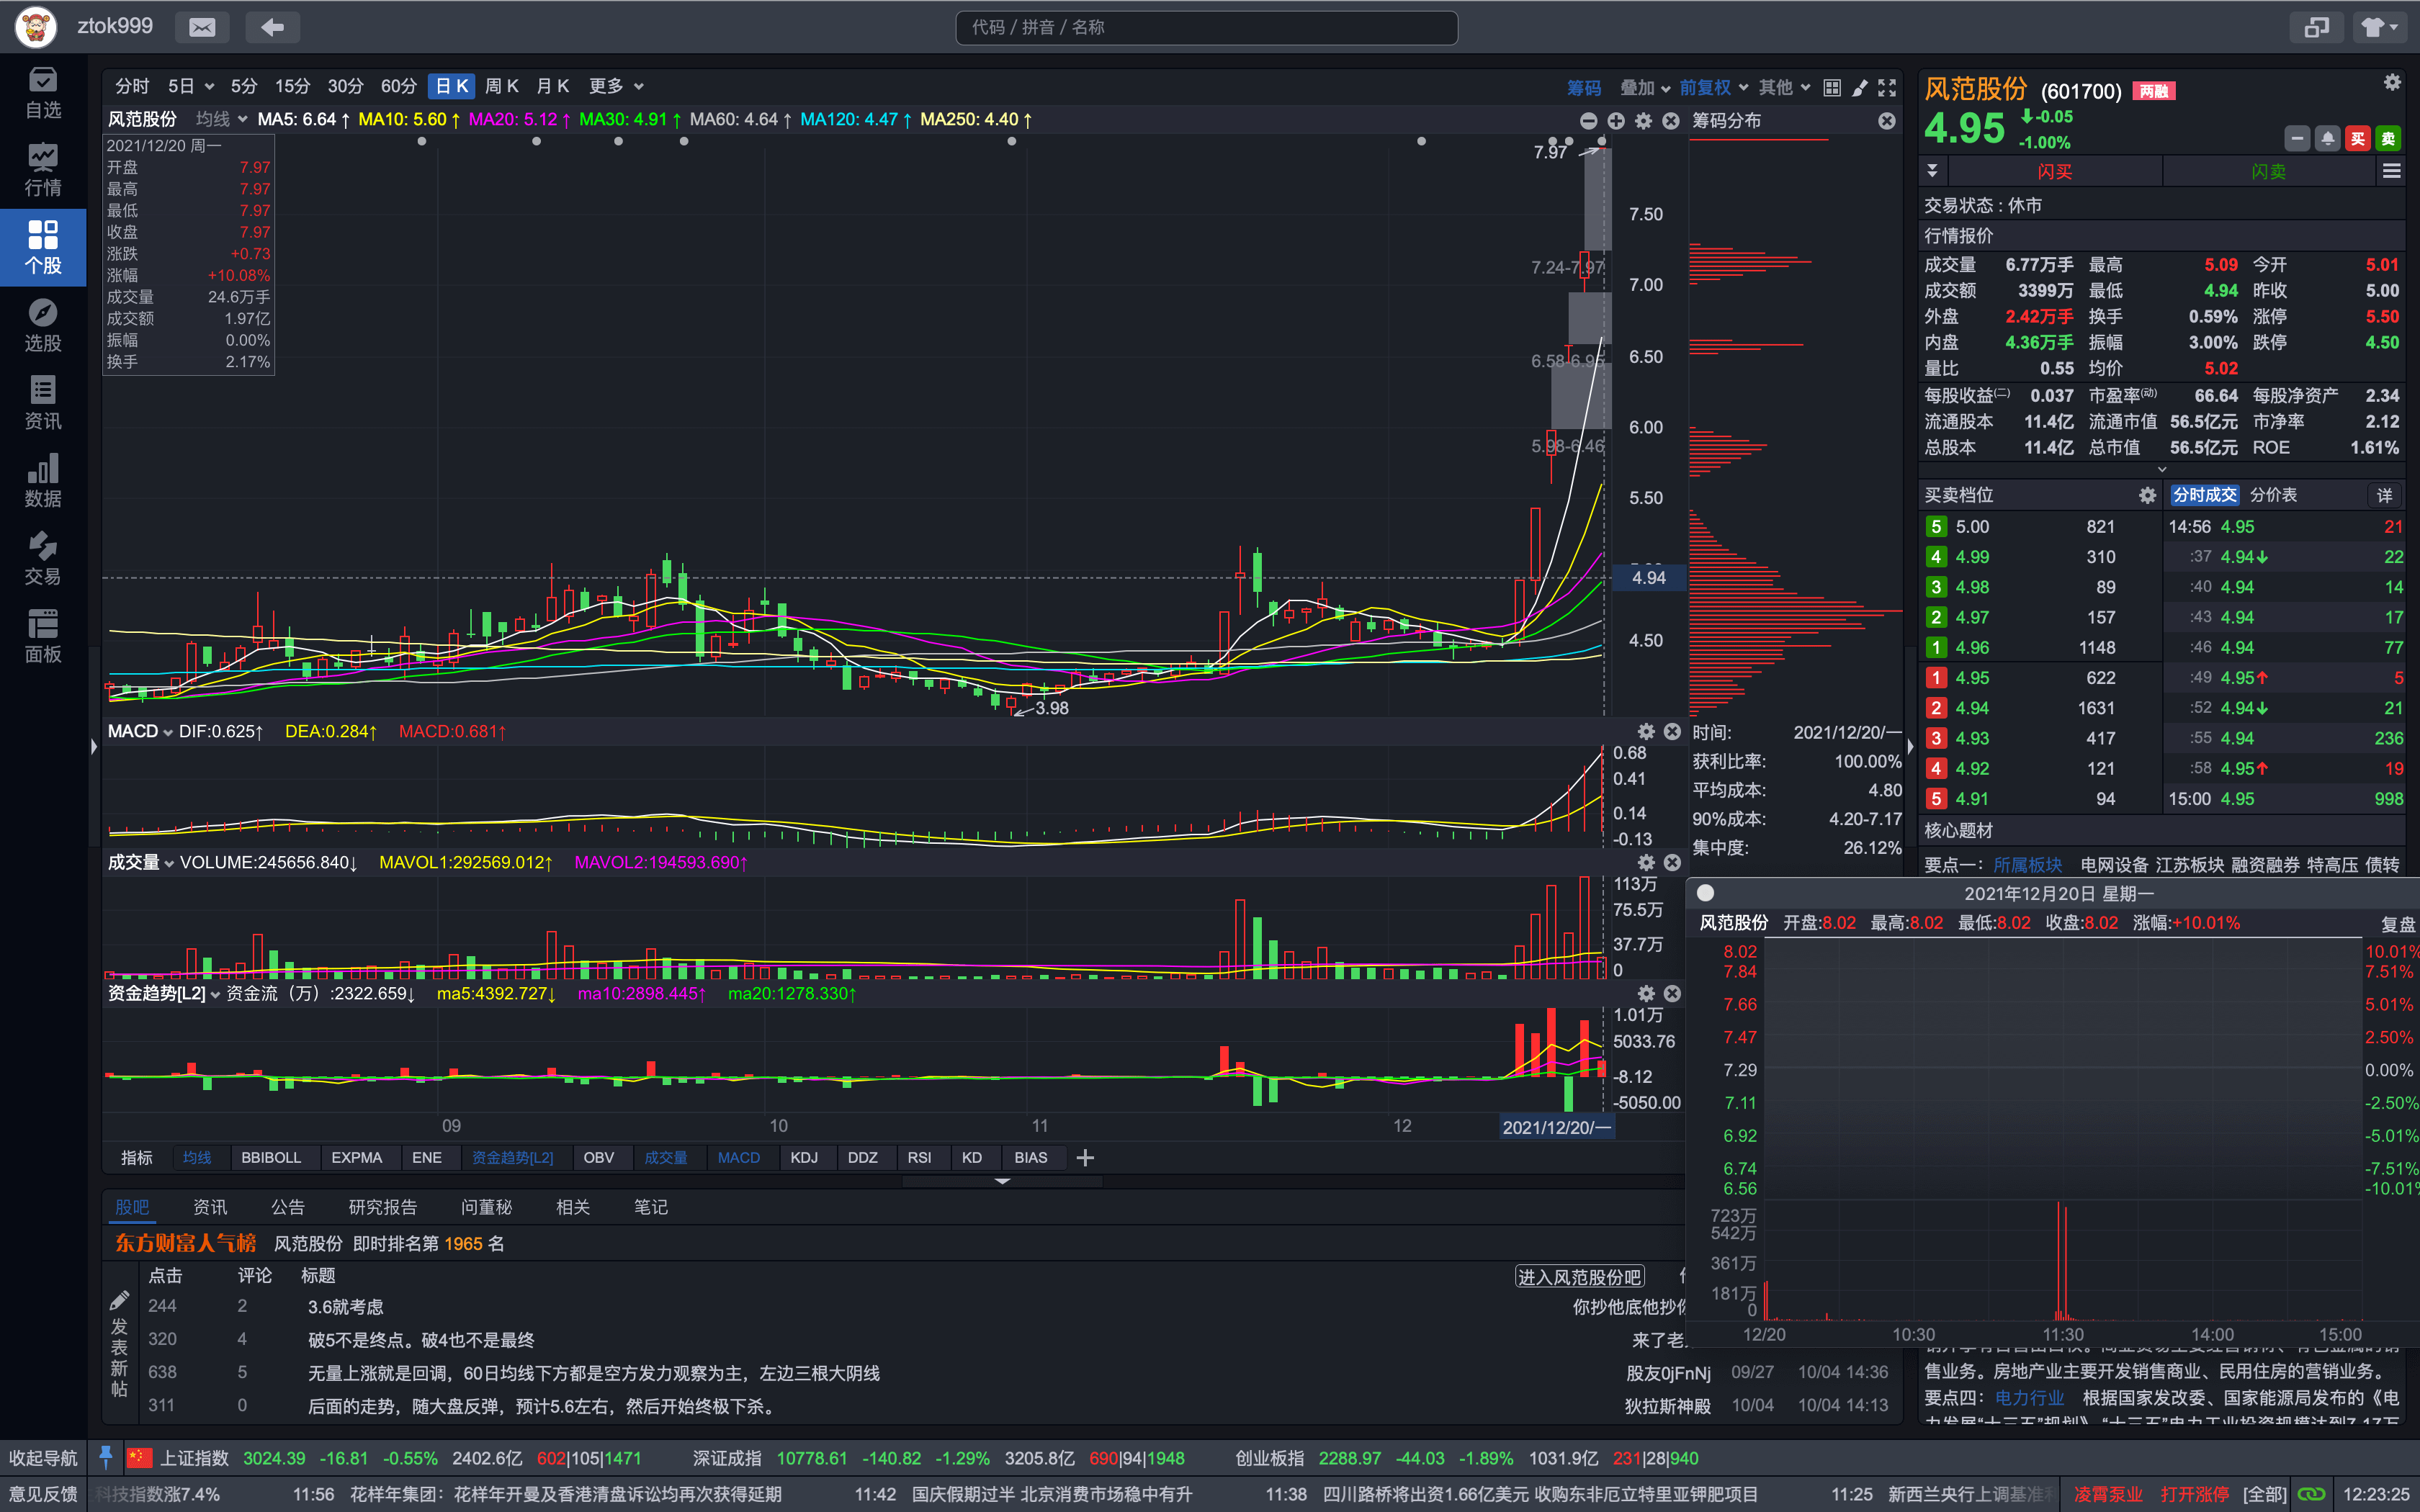 ztok999
代码 / 拼音 / 名称
自选
行情
个股
选股
资讯
数据
交易
面板
分时 5日 5分 15分 30分 60分 日K 周K 月K 更多
筹码 叠加 前复权 其他
风范股份 均线 MA5: 6.64↑ MA10: 5.60↑ MA20: 5.12↑ MA30: 4.91↑ MA60: 4.64↑ MA120: 4.47↑ MA250: 4.40↑
筹码分布
2021/12/20 周一
开盘 7.97
最高 7.97
最低 7.97
收盘 7.97
涨跌 +0.73
涨幅 +10.08%
成交量 24.6万手
成交额 1.97亿
振幅 0.00%
换手 2.17%
7.97
7.50
7.24-7.97
7.00
6.50
6.58-6.95
6.00
5.98-6.46
5.50
4.94
4.50
3.98
MACD DIF:0.625↑ DEA:0.284↑ MACD:0.681↑
0.68
0.41
0.14
-0.13
成交量 VOLUME:245656.840↓ MAVOL1:292569.012↑ MAVOL2:194593.690↑
113万
75.5万
37.7万
0
资金趋势[L2] 资金流（万）:2322.659↓ ma5:4392.727↓ ma10:2898.445↑ ma20:1278.330↑
1.01万
5033.76
-8.12
-5050.00
09 10 11 12 2021/12/20/一
指标 均线 BBIBOLL EXPMA ENE 资金趋势[L2] OBV 成交量 MACD KDJ DDZ RSI KD BIAS
时间: 2021/12/20/一
获利比率: 100.00%
平均成本: 4.80
90%成本: 4.20-7.17
集中度: 26.12%
风范股份 (601700) 两融
4.95 -0.05
-1.00%
买 卖
闪买 闪卖
交易状态 : 休市
行情报价
成交量 6.77万手 最高 5.09 今开 5.01
成交额 3399万 最低 4.94 昨收 5.00
外盘 2.42万手 换手 0.59% 涨停 5.50
内盘 4.36万手 振幅 3.00% 跌停 4.50
量比 0.55 均价 5.02
每股收益(二) 0.037 市盈率(动) 66.64 每股净资产 2.34
流通股本 11.4亿 流通市值 56.5亿元 市净率 2.12
总股本 11.4亿 总市值 56.5亿元 ROE 1.61%
买卖档位 分时成交 分价表 详
5 5.00 821 14:56 4.95 21
4 4.99 310 :37 4.94↓ 22
3 4.98 89 :40 4.94 14
2 4.97 157 :43 4.94 17
1 4.96 1148 :46 4.94 77
1 4.95 622 :49 4.95↑ 5
2 4.94 1631 :52 4.94↓ 21
3 4.93 417 :55 4.94 236
4 4.92 121 :58 4.95↑ 19
5 4.91 94 15:00 4.95 998
核心题材
要点一: 所属板块 电网设备 江苏板块 融资融券 特高压 债转
2021年12月20日 星期一
风范股份 开盘:8.02 最高:8.02 最低:8.02 收盘:8.02 涨幅:+10.01% 复盘
8.02 10.01%
7.84 7.51%
7.66 5.01%
7.47 2.50%
7.29 0.00%
7.11 -2.50%
6.92 -5.01%
6.74 -7.51%
6.56 -10.01%
723万
542万
361万
181万
0
12/20 10:30 11:30 14:00 15:00
售业务。房地产业主要开发销售商业、民用住房的营销业务。
要点四: 电力行业 根据国家发改委、国家能源局发布的《电
股吧 资讯 公告 研究报告 问董秘 相关 笔记
东方财富人气榜 风范股份 即时排名第 1965 名
发表新帖
点击 评论 标题 进入风范股份吧
244 2 3.6就考虑 你抄他底他抄你
320 4 破5不是终点。破4也不是最终 来了老
638 5 无量上涨就是回调，60日均线下方都是空方发力观察为主，左边三根大阴线 股友0jFnNj 09/27 10/04 14:36
311 0 后面的走势，随大盘反弹，预计5.6左右，然后开始终极下杀。 狄拉斯神殿 10/04 10/04 14:13
收起导航 上证指数 3024.39 -16.81 -0.55% 2402.6亿 602|105|1471 深证成指 10778.61 -140.82 -1.29% 3205.8亿 690|94|1948 创业板指 2288.97 -44.03 -1.89% 1031.9亿 231|28|940
意见反馈 科技指数涨7.4% 11:56 花样年集团：花样年开曼及香港清盘诉讼均再次获得延期 11:42 国庆假期过半 北京消费市场稳中有升 11:38 四川路桥将出资1.66亿美元 收购东非厄立特里亚钾肥项目 11:25 新西兰央行上调基准利 凌霄泵业 打开涨停 [全部] 12:23:25